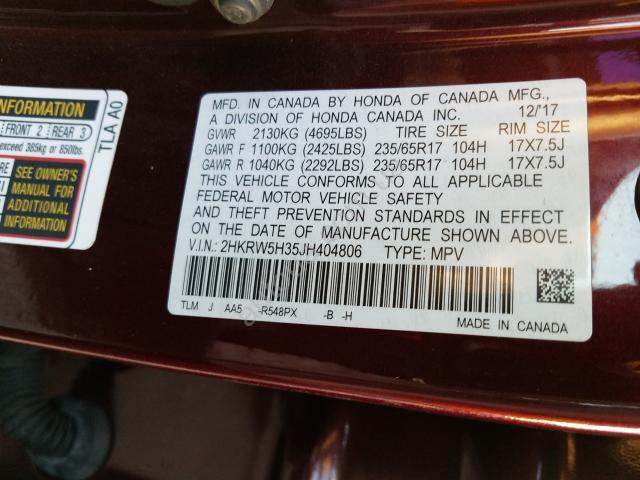 INFORMATION
FRONT 2 REAR 3
exceed 385kg or 850lbs.
SEE OWNER'S
MANUAL FOR
ADDITIONAL
INFORMATION
TLA A0
MFD. IN CANADA BY HONDA OF CANADA MFG.,
A DIVISION OF HONDA CANADA INC. 12/'17
GVWR 2130KG (4695LBS) TIRE SIZE RIM SIZE
GAWR F 1100KG (2425LBS) 235/65R17 104H 17X7.5J
GAWR R 1040KG (2292LBS) 235/65R17 104H 17X7.5J
THIS VEHICLE CONFORMS TO ALL APPLICABLE
FEDERAL MOTOR VEHICLE SAFETY
AND THEFT PREVENTION STANDARDS IN EFFECT
ON THE DATE OF MANUFACTURE SHOWN ABOVE.
V.I.N.: 2HKRW5H35JH404806 TYPE: MPV
TLM J AA5 -R548PX -B -H
MADE IN CANADA